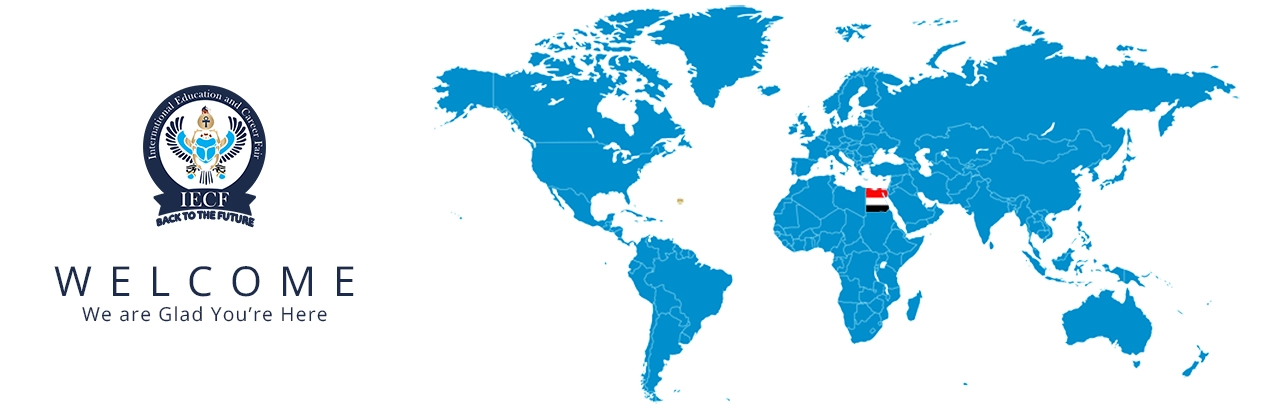 International Education and Career Fair
IECF
BACK TO THE FUTURE
WELCOME
We are Glad You’re Here